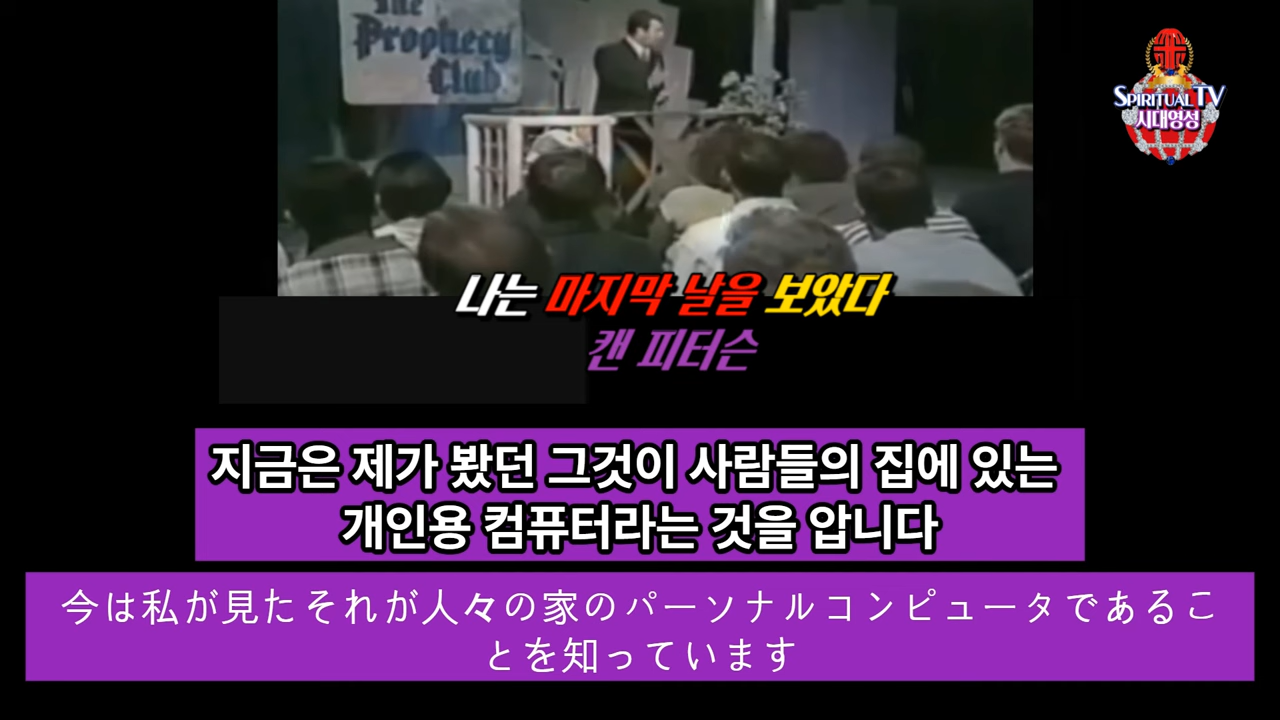 The
Prophecy
Club
SPIRITUAL TV
시대영성
나는 마지막 날을 보았다
캔 피터슨
지금은 제가 봤던 그것이 사람들의 집에 있는
개인용 컴퓨터라는 것을 압니다
今は私が見たそれが人々の家のパーソナルコンピュータであるこ
とを知っています